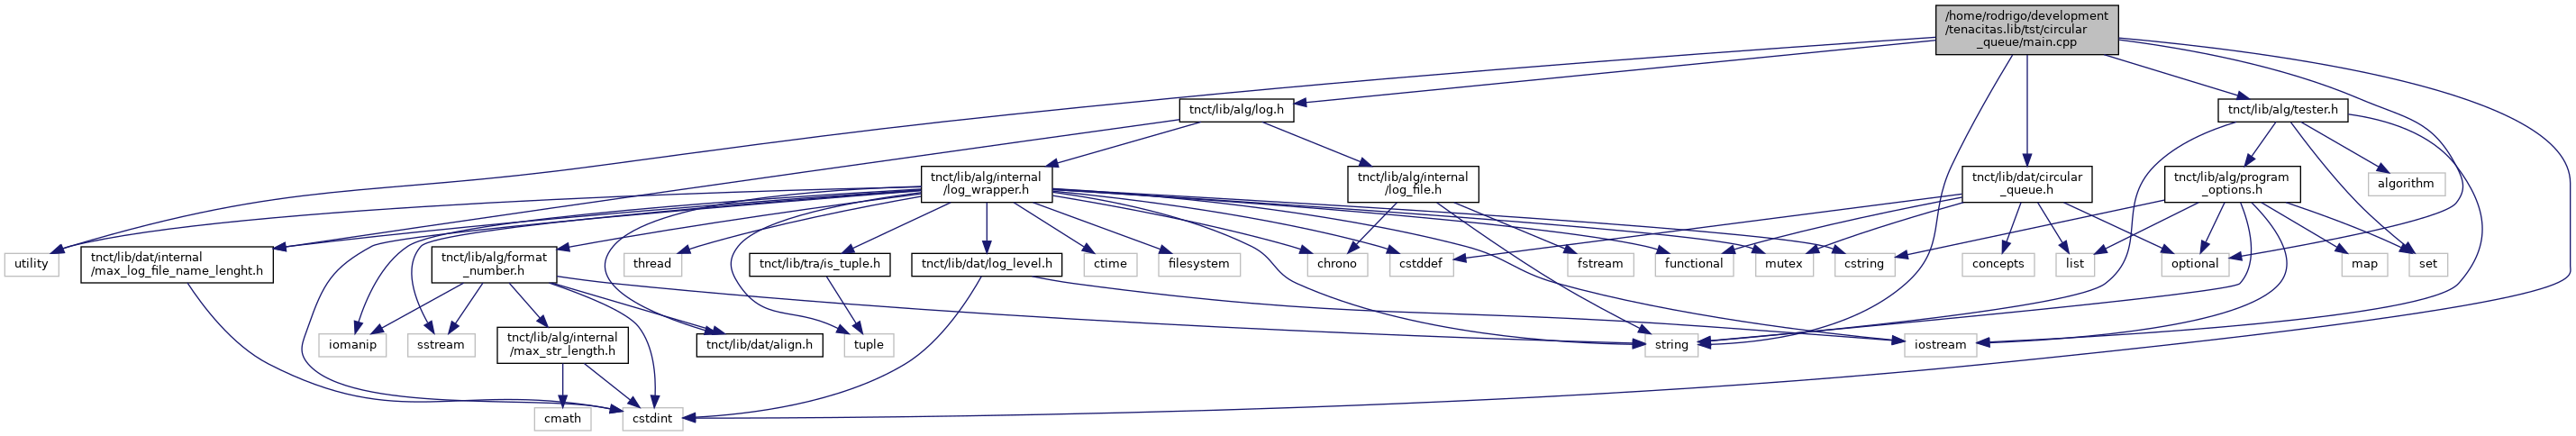 /home/rodrigo/development
/tenacitas.lib/tst/circular
_queue/main.cpp
tnct/lib/alg/log.h
tnct/lib/alg/tester.h
tnct/lib/alg/internal
/log_wrapper.h
tnct/lib/alg/internal
/log_file.h
tnct/lib/dat/circular
_queue.h
tnct/lib/alg/program
_options.h
algorithm
utility
tnct/lib/dat/internal
/max_log_file_name_lenght.h
tnct/lib/alg/format
_number.h
thread
tnct/lib/tra/is_tuple.h
tnct/lib/dat/log_level.h
ctime
filesystem
chrono
cstddef
fstream
functional
mutex
cstring
concepts
list
optional
map
set
iomanip
sstream
tnct/lib/alg/internal
/max_str_length.h
tnct/lib/dat/align.h
tuple
string
iostream
cmath
cstdint